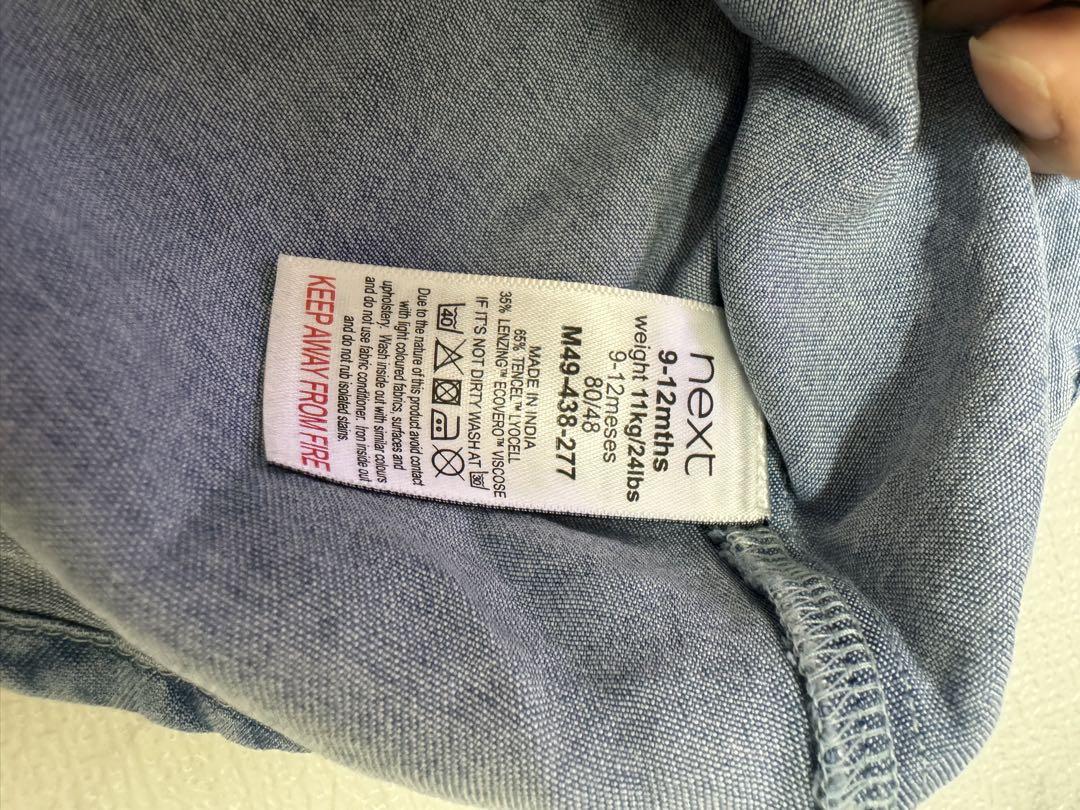 next
9-12mths
weight 11kg/24lbs
9-12meses
80/48
M49-438-277
MADE IN INDIA
65% TENCEL™ LYOCELL
35% LENZING™ ECOVERO™ VISCOSE
IF IT'S NOT DIRTY WASH AT 30
40
Due to the nature of this product avoid contact
with light coloured fabrics, surfaces and
upholstery. Wash inside out with similar colours
and do not use fabric conditioner. Iron inside out
and do not rub isolated stains.
KEEP AWAY FROM FIRE